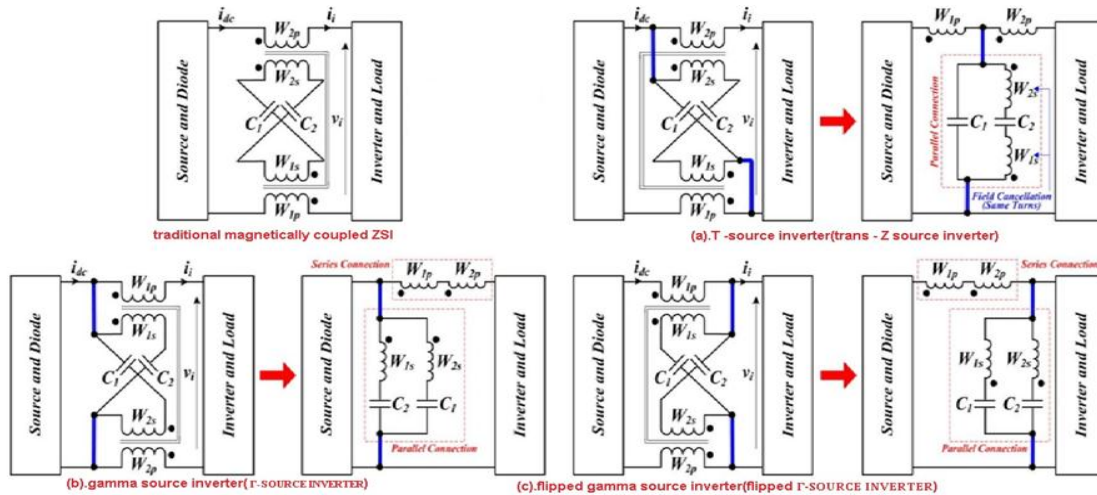 i_dc
i_i
W_2p
W_2s
C_1
C_2
v_i
W_1s
W_1p
Source and Diode
Inverter and Load
traditional magnetically coupled ZSI
i_dc
i_i
W_2p
W_2s
C_1
C_2
v_i
W_1s
W_1p
Source and Diode
Inverter and Load
W_1p
W_2p
Source and Diode
Parallel Connection
C_1
W_2s
C_2
W_1s
Field Cancellation
(Same Turns)
Inverter and Load
(a).T -source inverter(trans - Z source inverter)
i_dc
i_i
W_1p
W_1s
C_1
C_2
v_i
W_2s
W_2p
Source and Diode
Inverter and Load
Series Connection
W_1p
W_2p
Source and Diode
W_1s
W_2s
C_2
C_1
Parallel Connection
Inverter and Load
(b).gamma source inverter(Γ-SOURCE INVERTER)
i_dc
i_i
W_1p
W_1s
C_1
C_2
v_i
W_2s
W_2p
Source and Diode
Inverter and Load
Series Connection
W_1p
W_2p
Source and Diode
W_1s
W_2s
C_1
C_2
Parallel Connection
Inverter and Load
(c).flipped gamma source inverter(flipped Γ-SOURCE INVERTER)